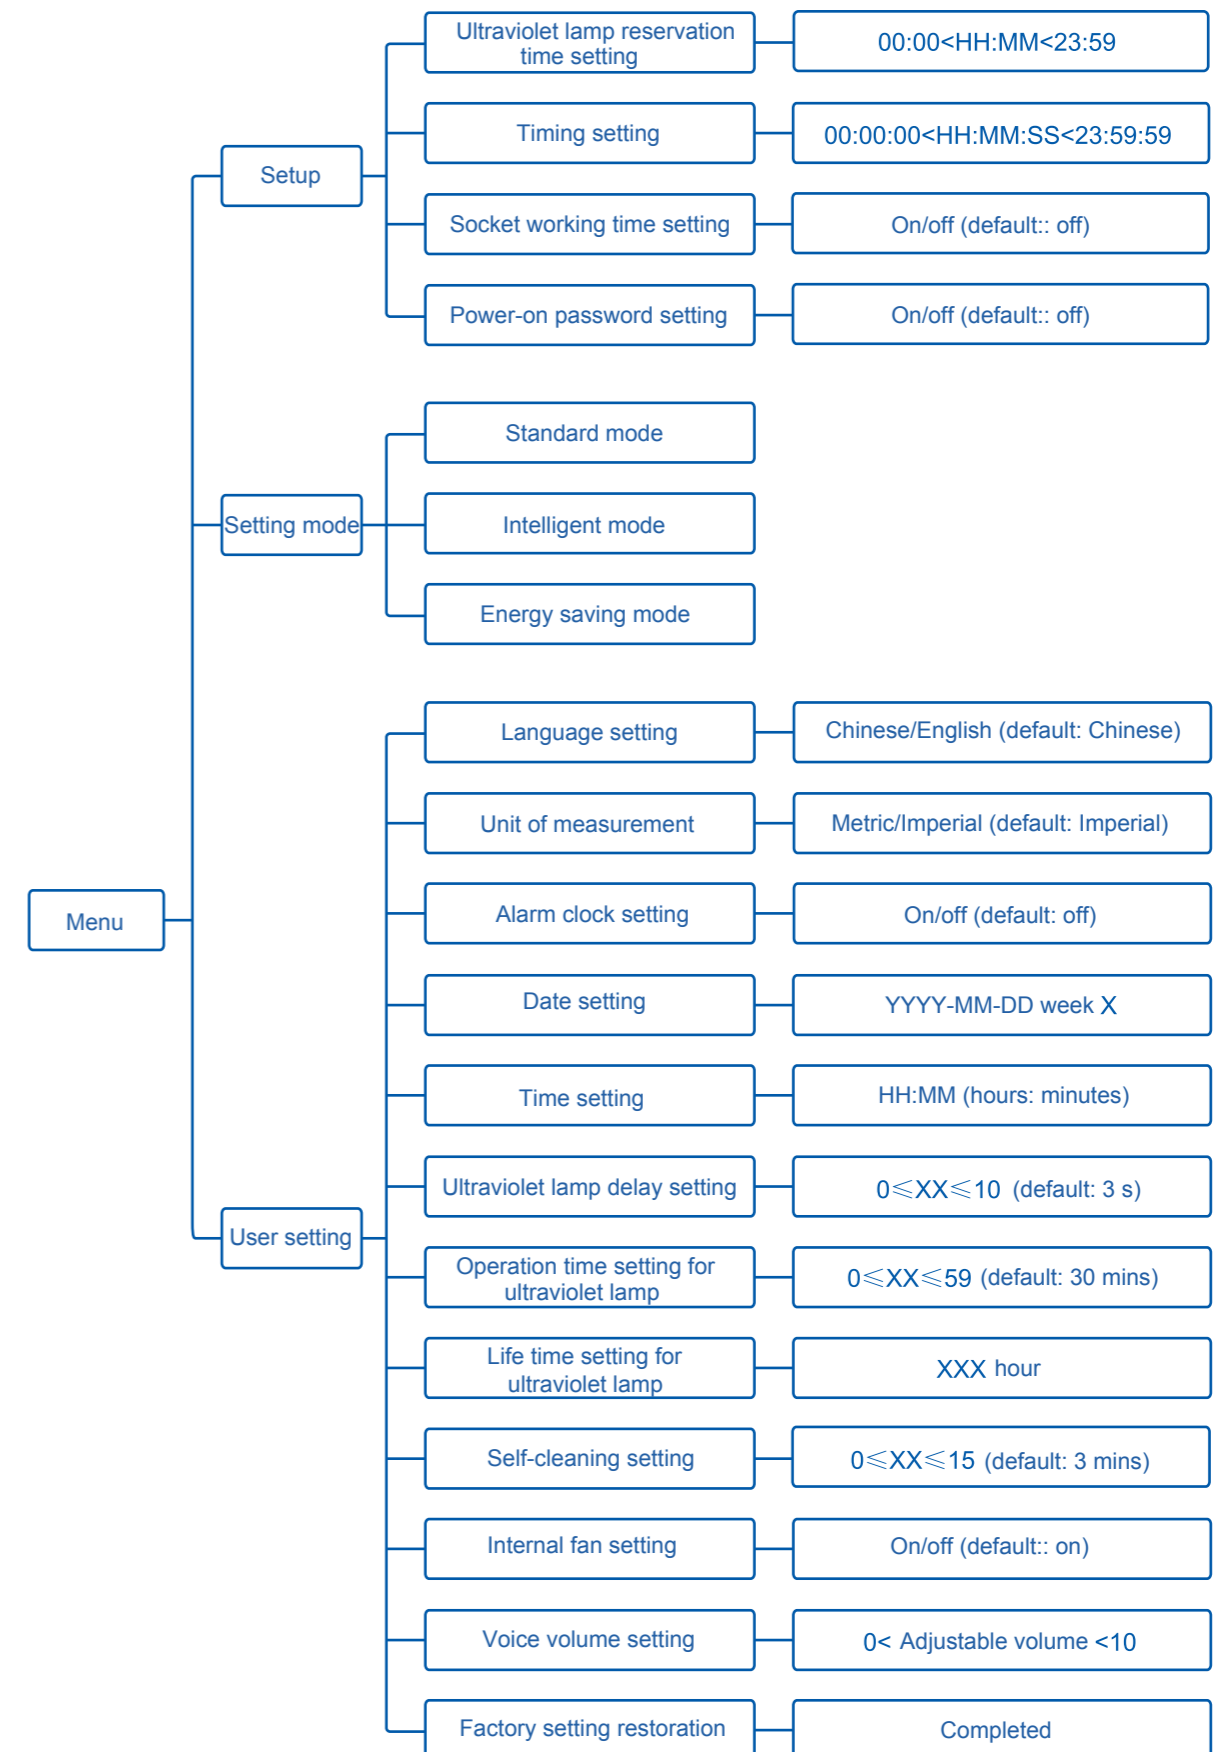 Ultraviolet lamp reservation
time setting
00:00<HH:MM<23:59
Timing setting
00:00:00<HH:MM:SS<23:59:59
Setup
Socket working time setting
On/off (default:: off)
Power-on password setting
On/off (default:: off)
Standard mode
Setting mode
Intelligent mode
Energy saving mode
Language setting
Chinese/English (default: Chinese)
Unit of measurement
Metric/Imperial (default: Imperial)
Menu
Alarm clock setting
On/off (default: off)
Date setting
YYYY-MM-DD week X
Time setting
HH:MM (hours: minutes)
Ultraviolet lamp delay setting
0≤XX≤10 (default: 3 s)
User setting
Operation time setting for
ultraviolet lamp
0≤XX≤59 (default: 30 mins)
Life time setting for
ultraviolet lamp
XXX hour
Self-cleaning setting
0≤XX≤15 (default: 3 mins)
Internal fan setting
On/off (default:: on)
Voice volume setting
0< Adjustable volume <10
Factory setting restoration
Completed